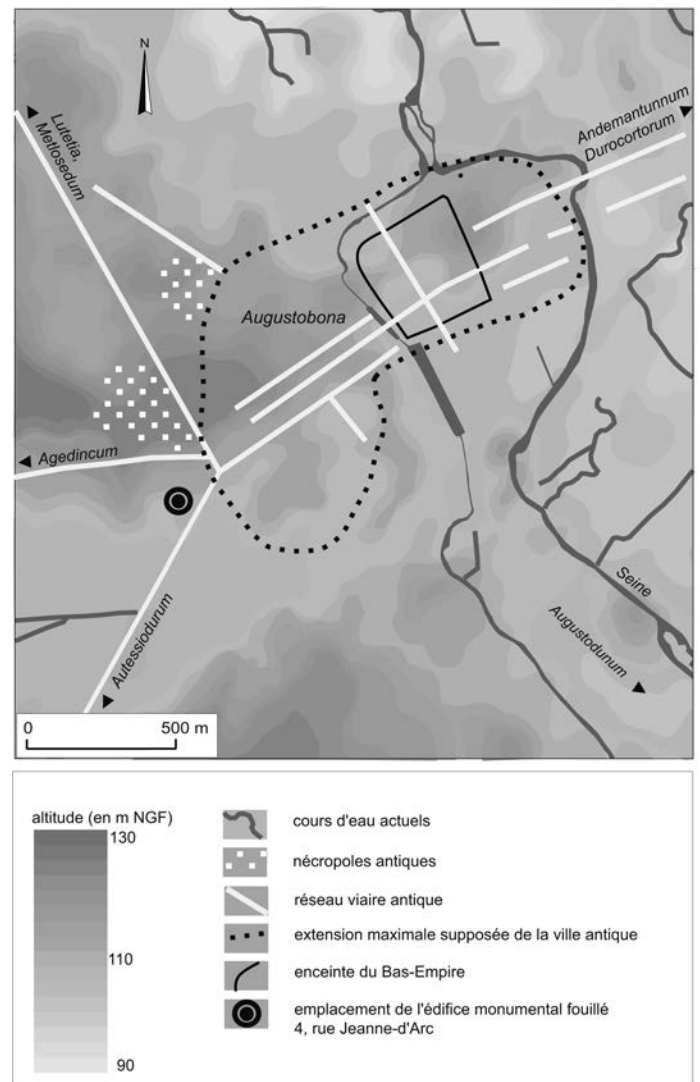 N
Lutetia,
Metlosedum
Andemantunnum
Durocortorum
Augustobona
Agedincum
Autessiodurum
Seine
Augustodunum
0 500 m
altitude (en m NGF)
130
110
90
cours d'eau actuels
nécropoles antiques
réseau viaire antique
extension maximale supposée de la ville antique
enceinte du Bas-Empire
emplacement de l'édifice monumental fouillé
4, rue Jeanne-d'Arc